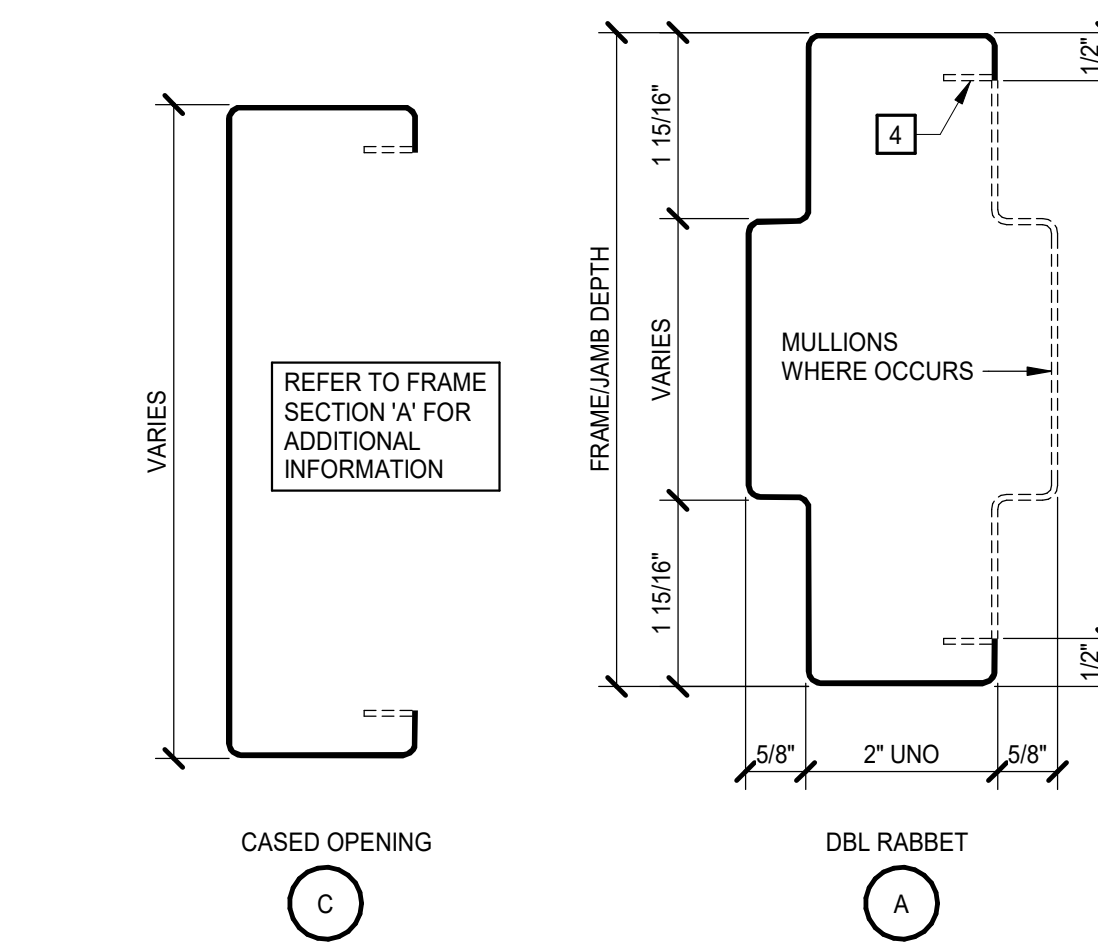 VARIES
REFER TO FRAME
SECTION 'A' FOR
ADDITIONAL
INFORMATION
CASED OPENING
C
FRAME/JAMB DEPTH
1 15/16"
VARIES
1 15/16"
4
MULLIONS
WHERE OCCURS
1/2"
1/2"
5/8"
2" UNO
5/8"
DBL RABBET
A